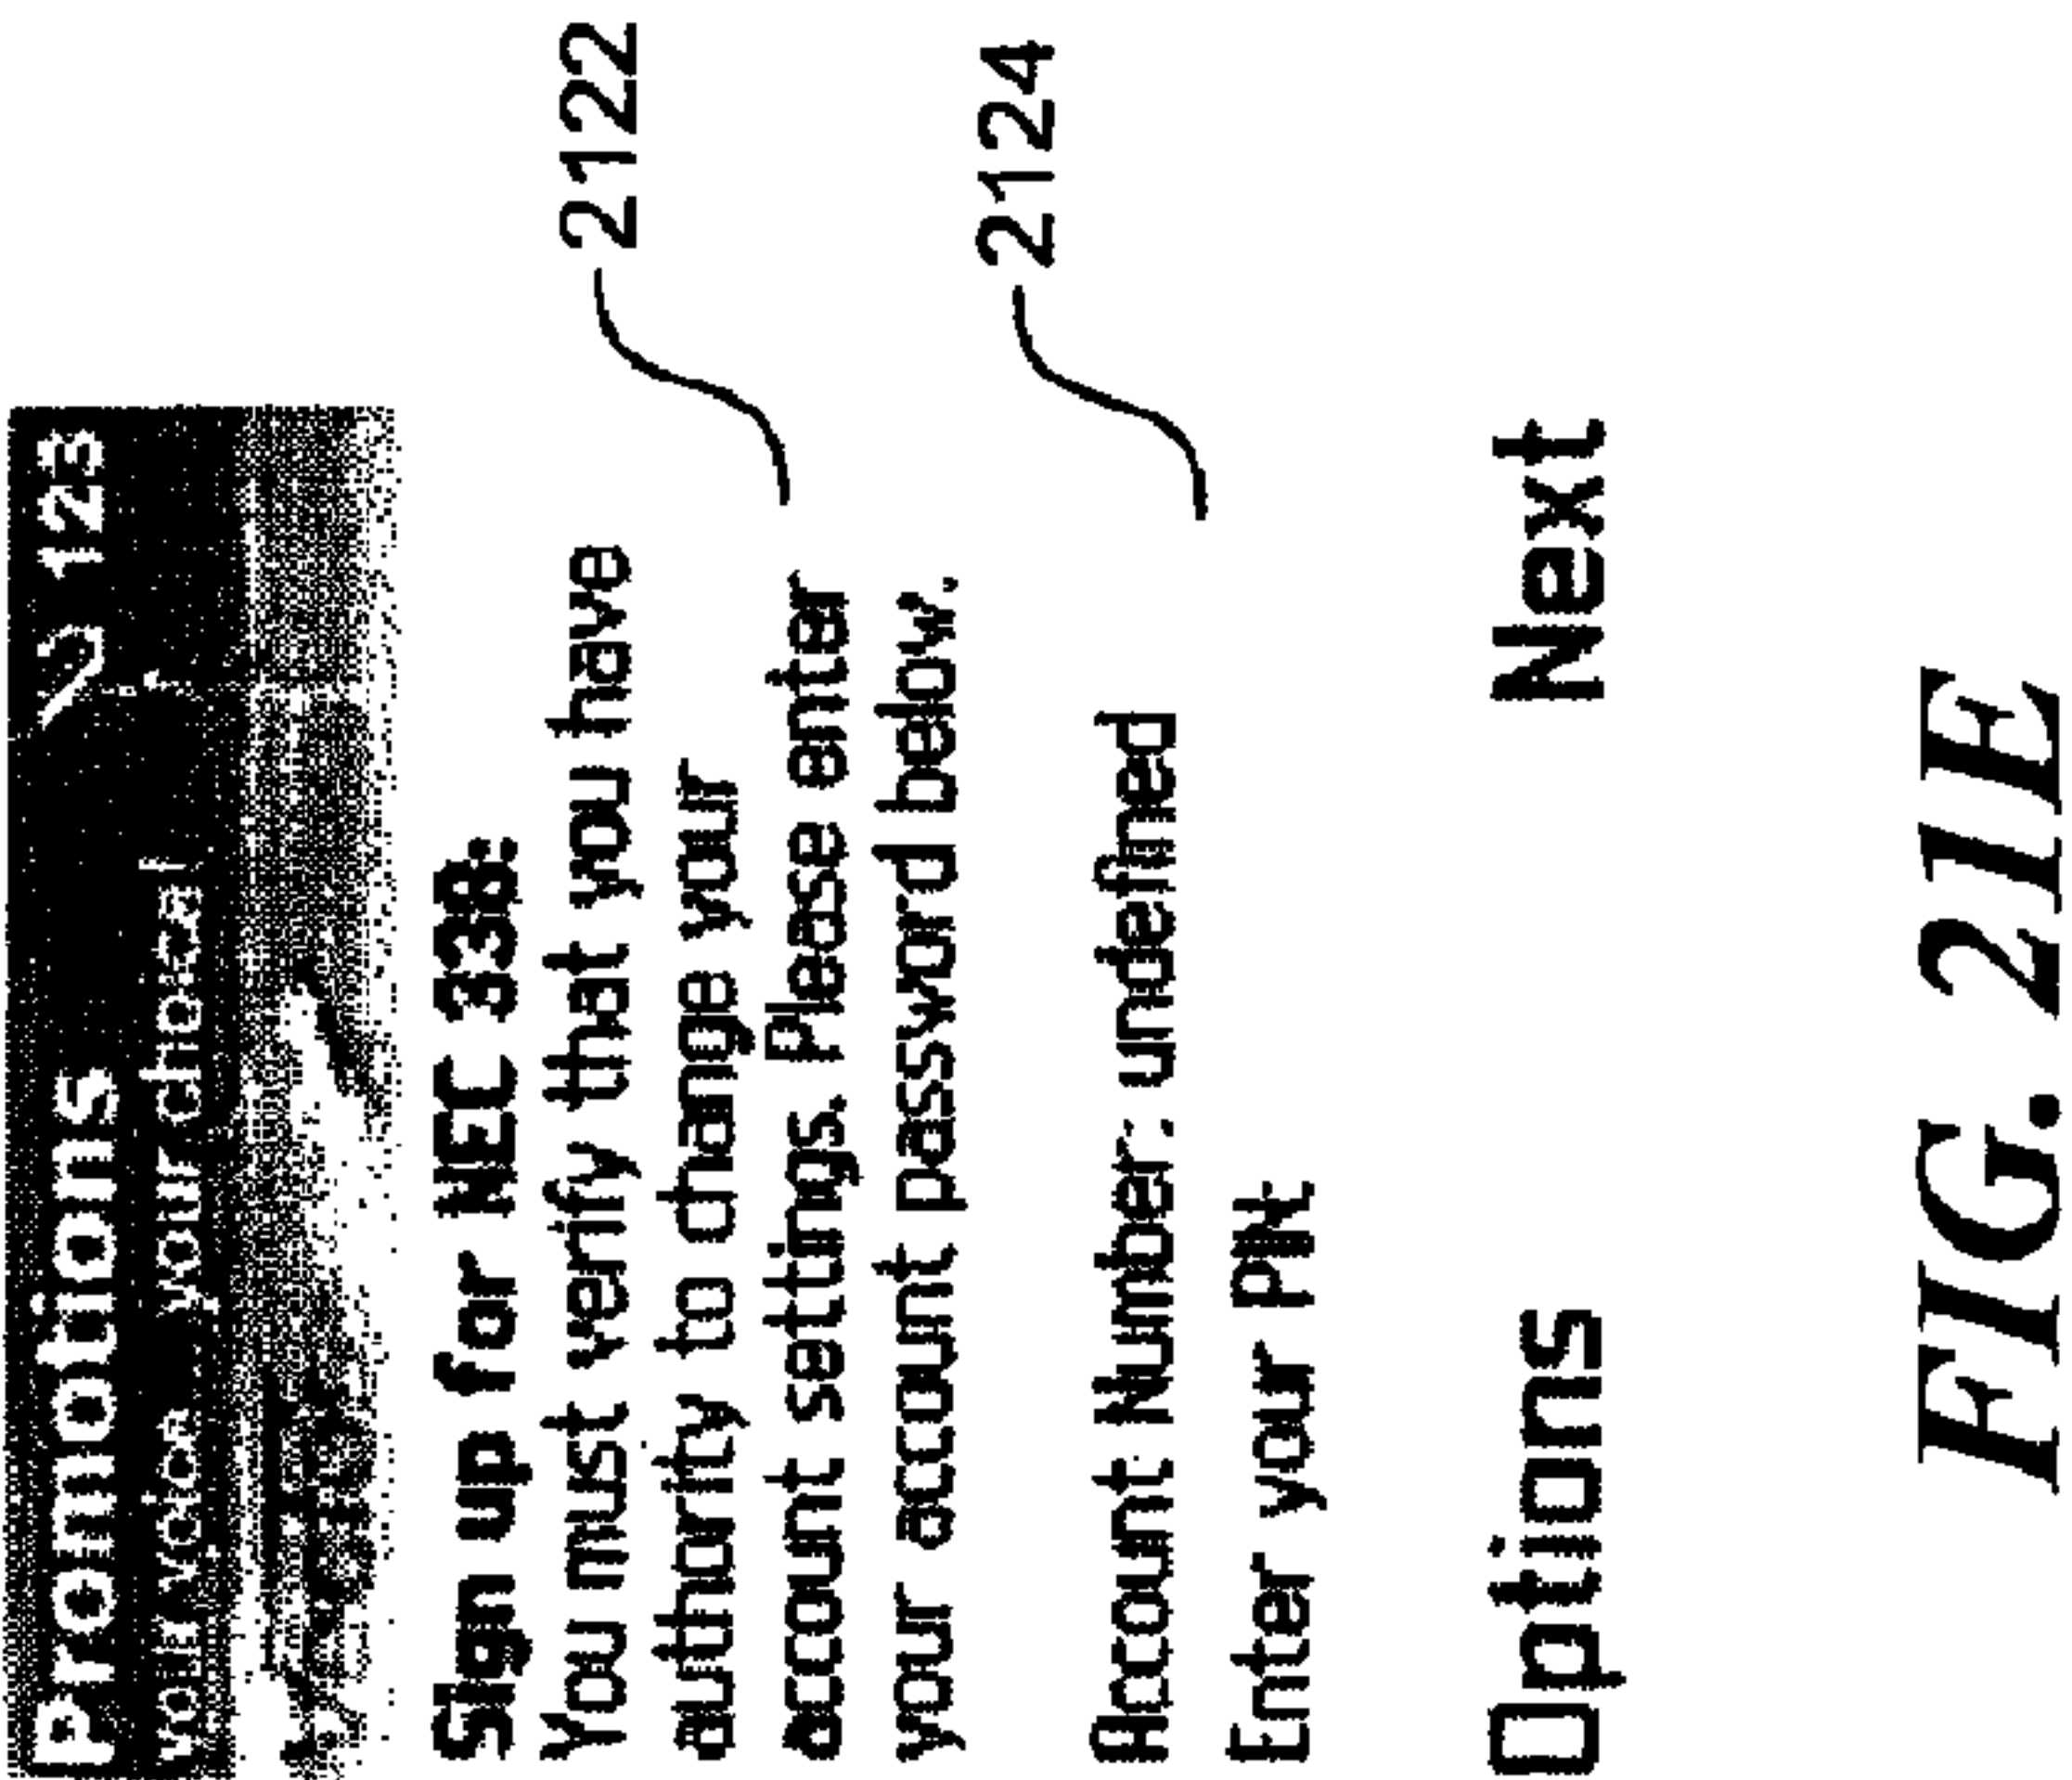 Promotions
Your voice. your choice!
Sign up for NEC 338:
You must verify that you have
authority to change your
account settings. Please enter
your account password below.
Account Number: undefined
Enter your PIN:
Options Next
2122
2124
FIG. 21E